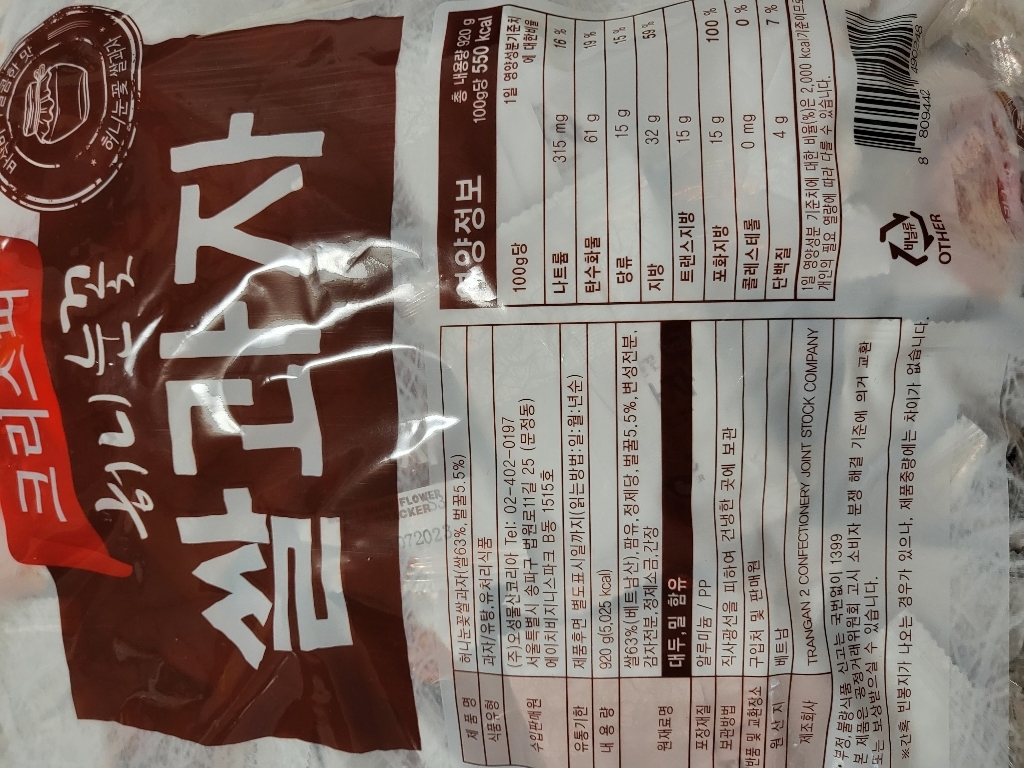 크리스피
허니눈꽃
쌀과자
허니눈꽃 쌀과자
제 품 명 허니눈꽃쌀과자(쌀63%, 벌꿀5.5%)
식품유형 과자/유탕,유처리식품
수입판매원 (주)오성물산코리아 Tel: 02-402-0197
서울특별시 송파구 법원로11길 25 (문정동)
에이치비지니스파크 B동 1515호
유통기한 제품후면 별도표시일까지(읽는방법:일:월:년순)
내 용 량 920 g(5,025 kcal)
원재료명 쌀63%(베트남산),팜유,정제당,벌꿀5.5%,변성전분,
감자전분,정제소금,간장
대두,밀 함유
포장재질 알루미늄 / PP
보관방법 직사광선을 피하여 건냉한 곳에 보관
반품 및 교환장소 구입처 및 판매원
원 산 지 베트남
제조회사 TRANGAN 2 CONFECTIONERY JOINT STOCK COMPANY
부정,불량식품 신고는 국번없이 1399
본 제품은 공정거래위원회 고시 소비자 분쟁 해결 기준에 의거 교환
또는 보상받으실 수 있습니다.
※간혹 빈봉지가 나오는 경우가 있으나, 제품중량에는 차이가 없습니다.
영양정보
총 내용량 920 g
100g당 550 kcal
100g당 1일 영양성분기준치
에 대한비율
나트륨 315 mg 16 %
탄수화물 61 g 19 %
당류 15 g 15 %
지방 32 g 59 %
트랜스지방 15 g
포화지방 15 g 100 %
콜레스테롤 0 mg 0 %
단백질 4 g 7 %
1일 영양성분 기준치에 대한 비율(%)은 2,000 kcal기준이므로
개인의 필요 열량에 따라 다를 수 있습니다.
비닐류
OTHER
8 809442
FLOWER